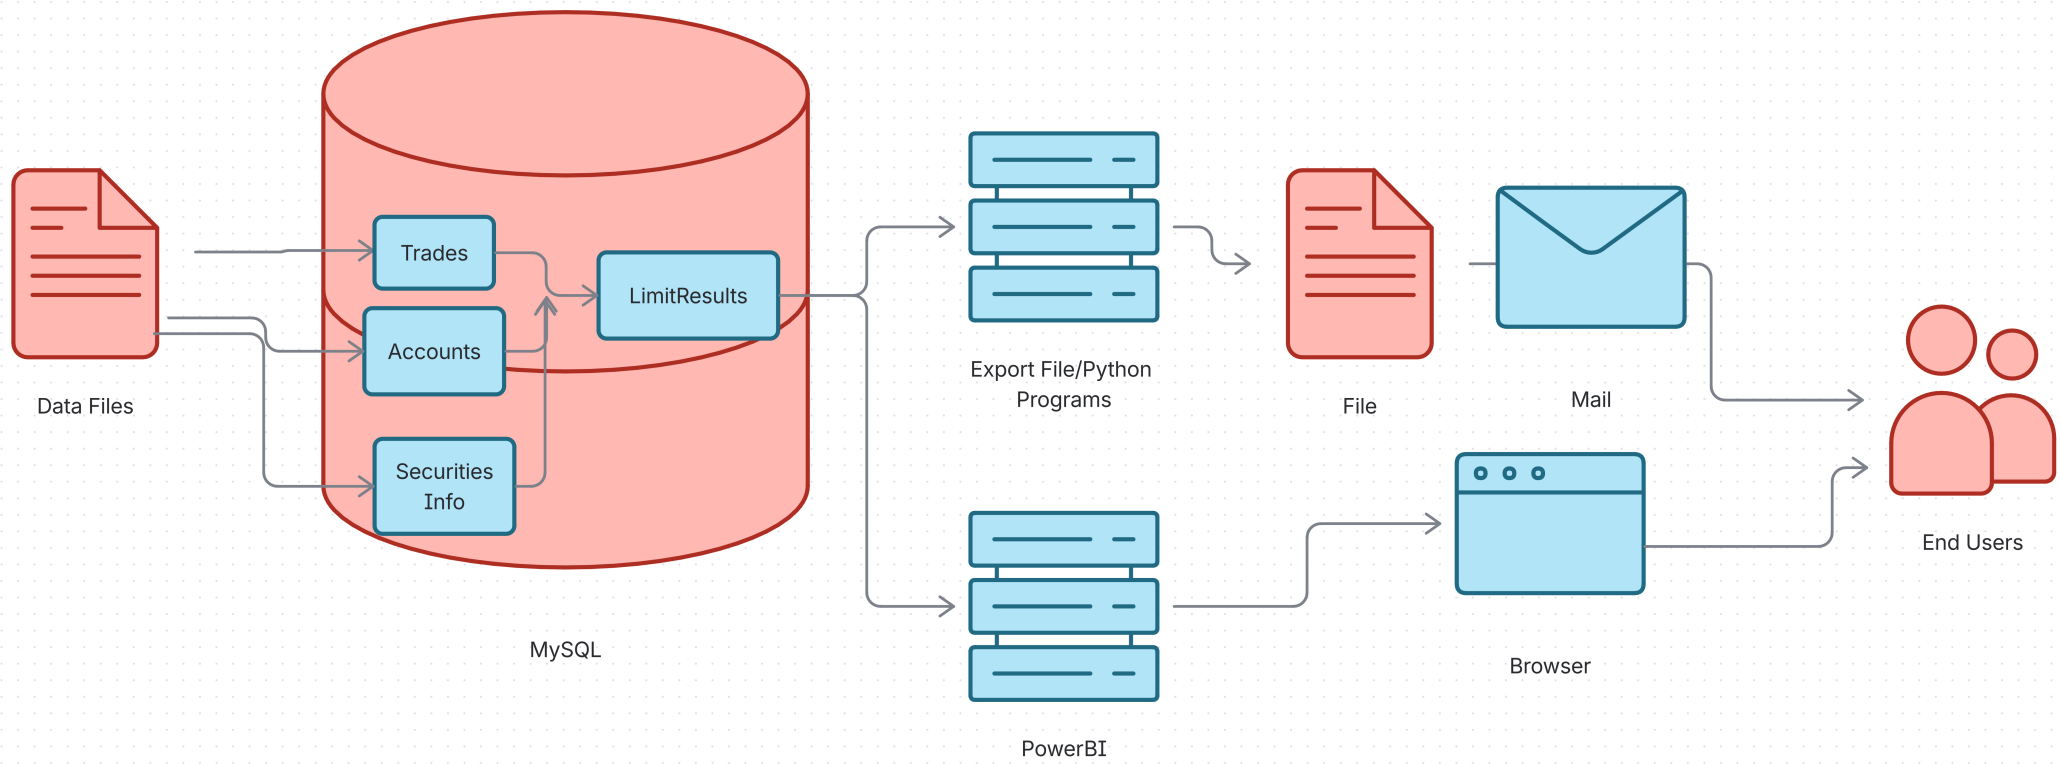 Data Files
Trades
Accounts
Securities
Info
LimitResults
MySQL
Export File/Python
Programs
PowerBI
File
Mail
Browser
End Users